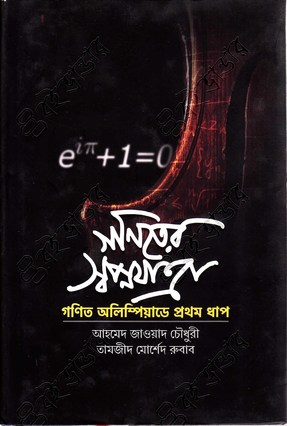 e^{iπ}+1=0
গণিতের
স্বপ্নযাত্রা
গণিত অলিম্পিয়াডে প্রথম ধাপ
আহমেদ জাওয়াদ চৌধুরী
তামজীদ মোর্শেদ রুবাব